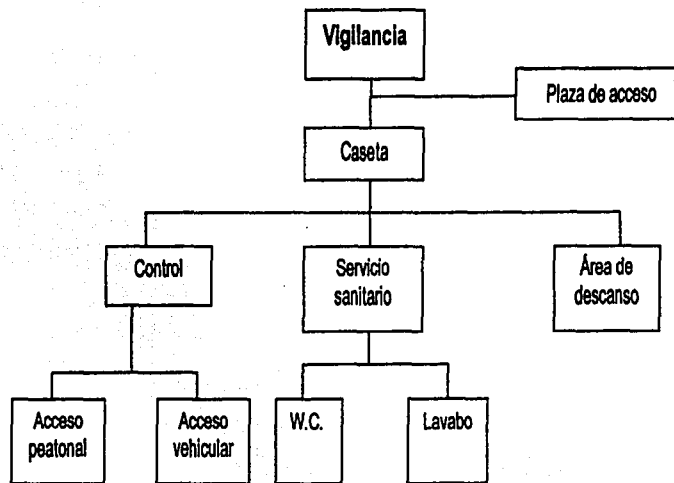 Vigilancia
Plaza de acceso
Caseta
Control
Servicio
sanitario
Área de
descanso
Acceso
peatonal
Acceso
vehicular
W.C.
Lavabo